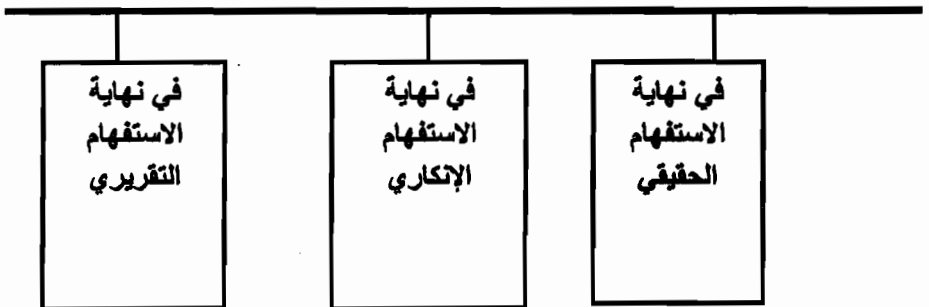 في نهاية
الاستفهام
الحقيقي
في نهاية
الاستفهام
الإنكاري
في نهاية
الاستفهام
التقريري